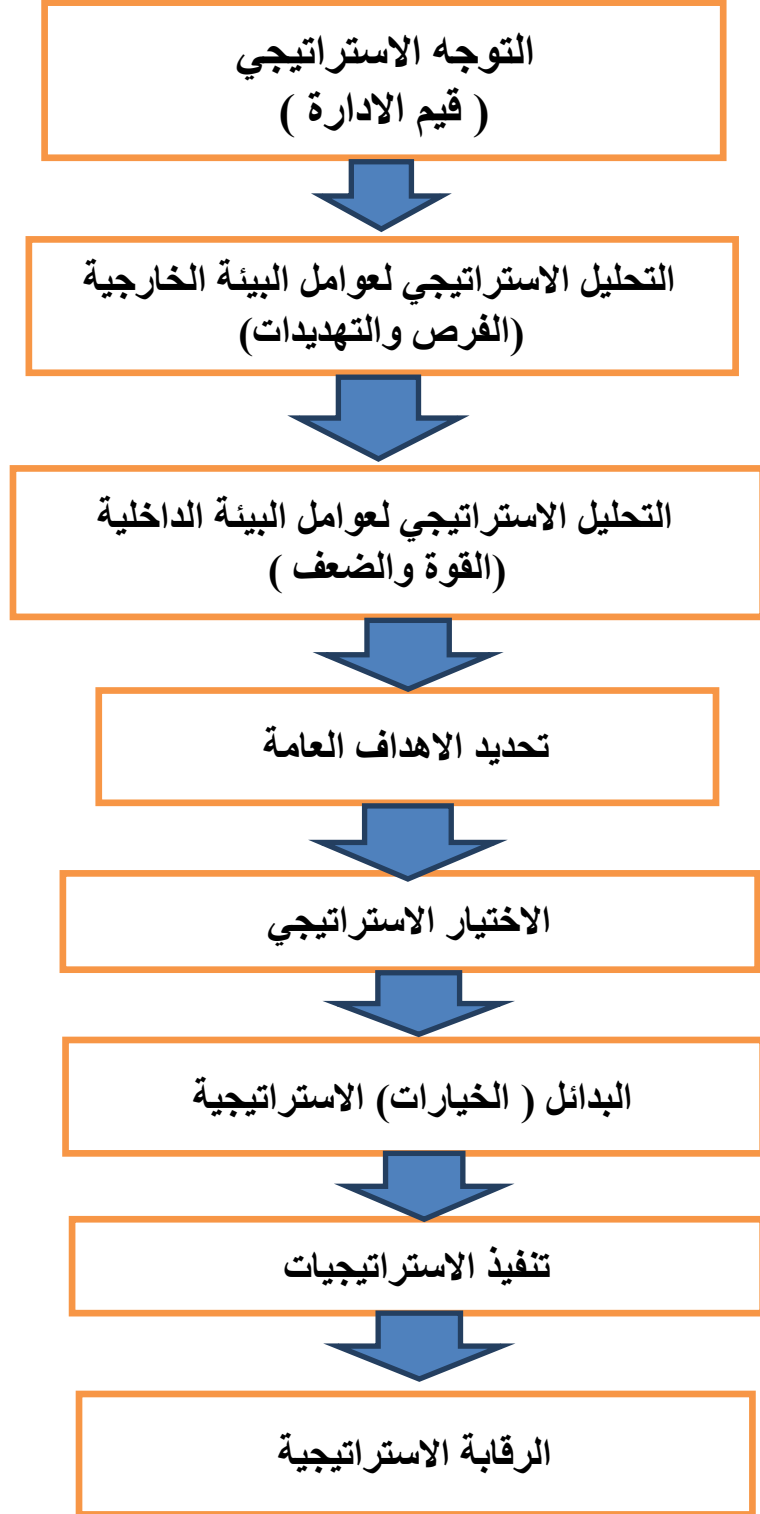 التوجه الاستراتيجي
( قيم الادارة )
التحليل الاستراتيجي لعوامل البيئة الخارجية
(الفرص والتهديدات)
التحليل الاستراتيجي لعوامل البيئة الداخلية
(القوة والضعف )
تحديد الاهداف العامة
الاختيار الاستراتيجي
البدائل ( الخيارات) الاستراتيجية
تنفيذ الاستراتيجيات
الرقابة الاستراتيجية